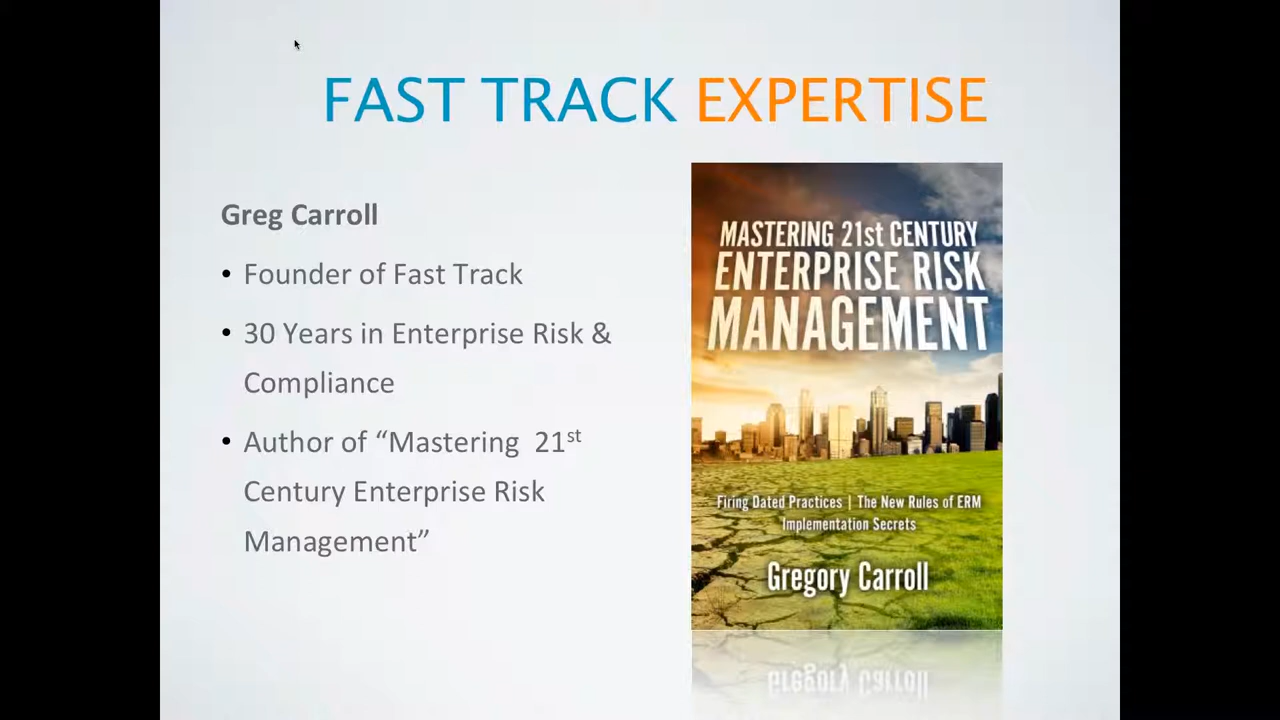 FAST TRACK EXPERTISE
Greg Carroll
• Founder of Fast Track
• 30 Years in Enterprise Risk &
Compliance
• Author of “Mastering 21st
Century Enterprise Risk
Management”
MASTERING 21st CENTURY
ENTERPRISE RISK
MANAGEMENT
Firing Dated Practices | The New Rules of ERM
Implementation Secrets
Gregory Carroll